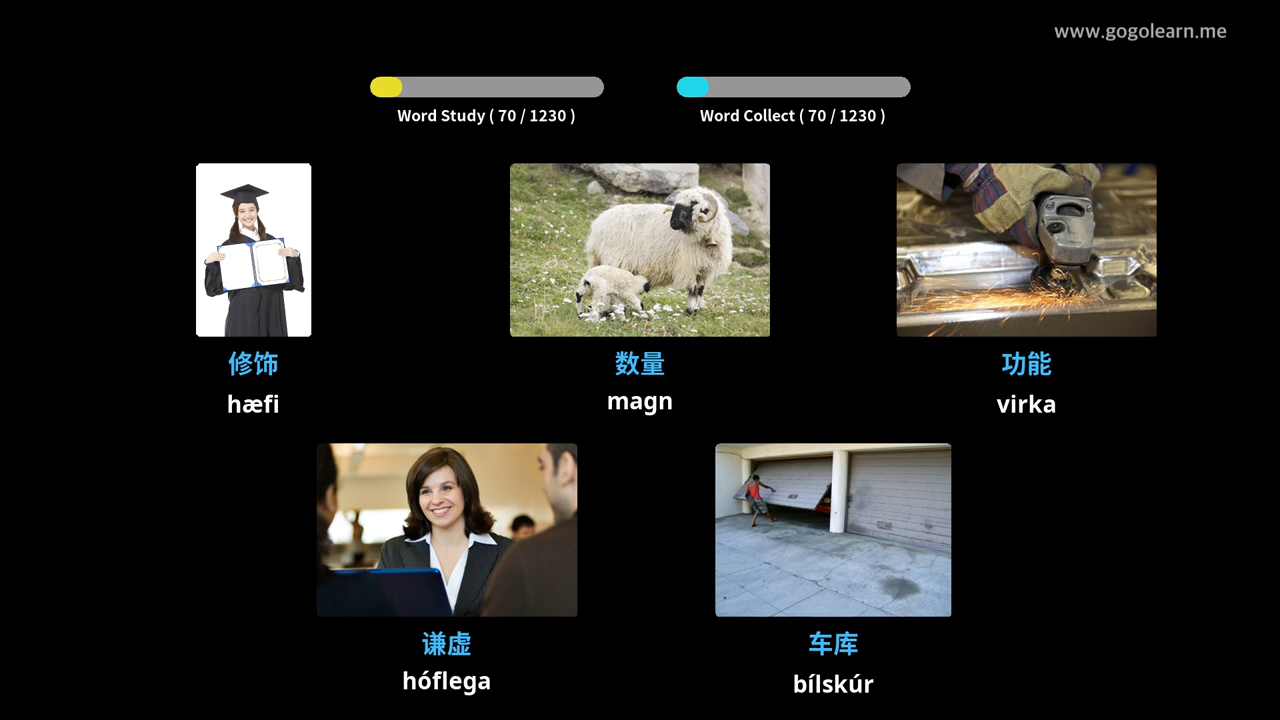 www.gogolearn.me
Word Study ( 70 / 1230 )
Word Collect ( 70 / 1230 )
修饰
hæfi
数量
magn
功能
virka
谦虚
hóflega
车库
bílskúr